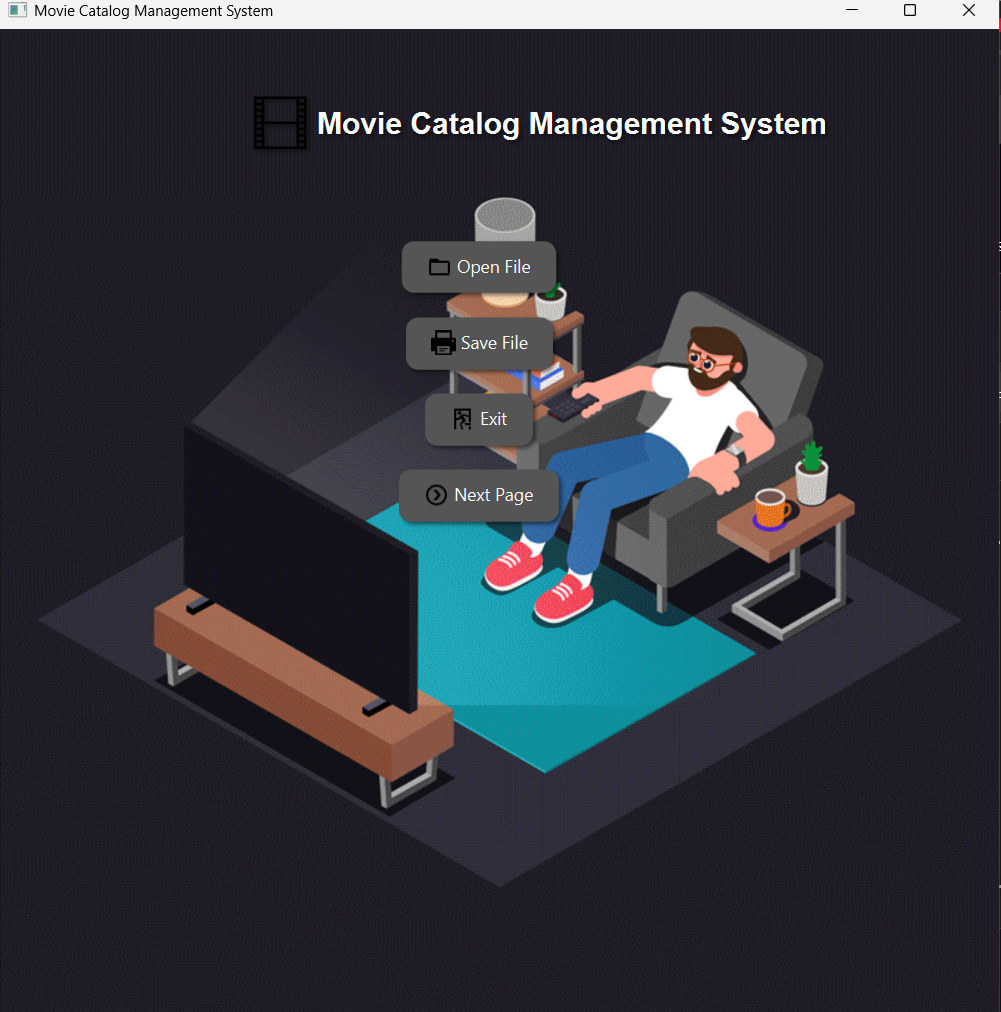 Movie Catalog Management System
Movie Catalog Management System
Open File
Save File
Exit
Next Page